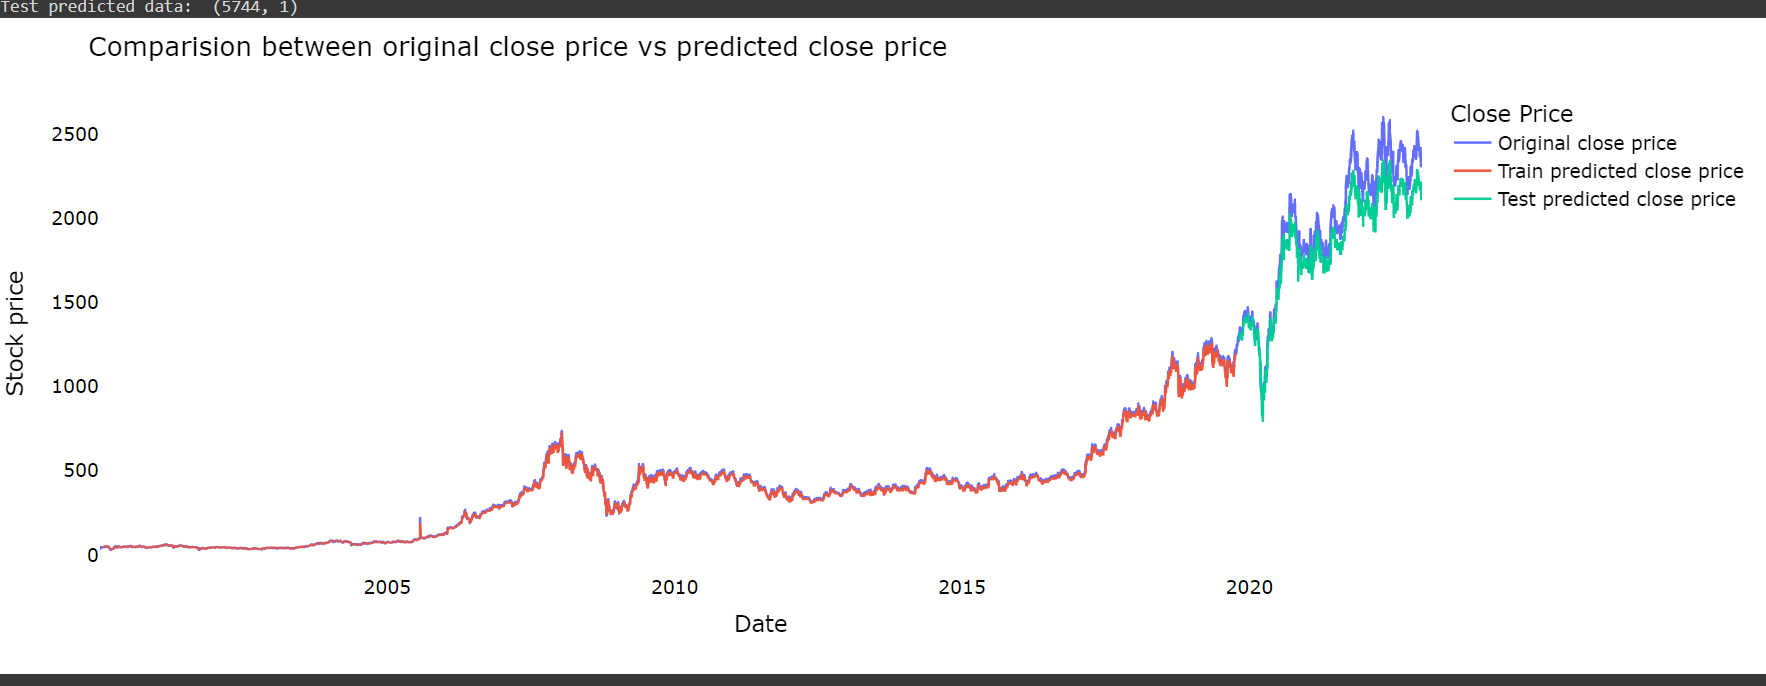 Test predicted data:  (5744, 1)
Comparision between original close price vs predicted close price
Close Price
Original close price
Train predicted close price
Test predicted close price
Stock price
2500
2000
1500
1000
500
0
2005 2010 2015 2020
Date